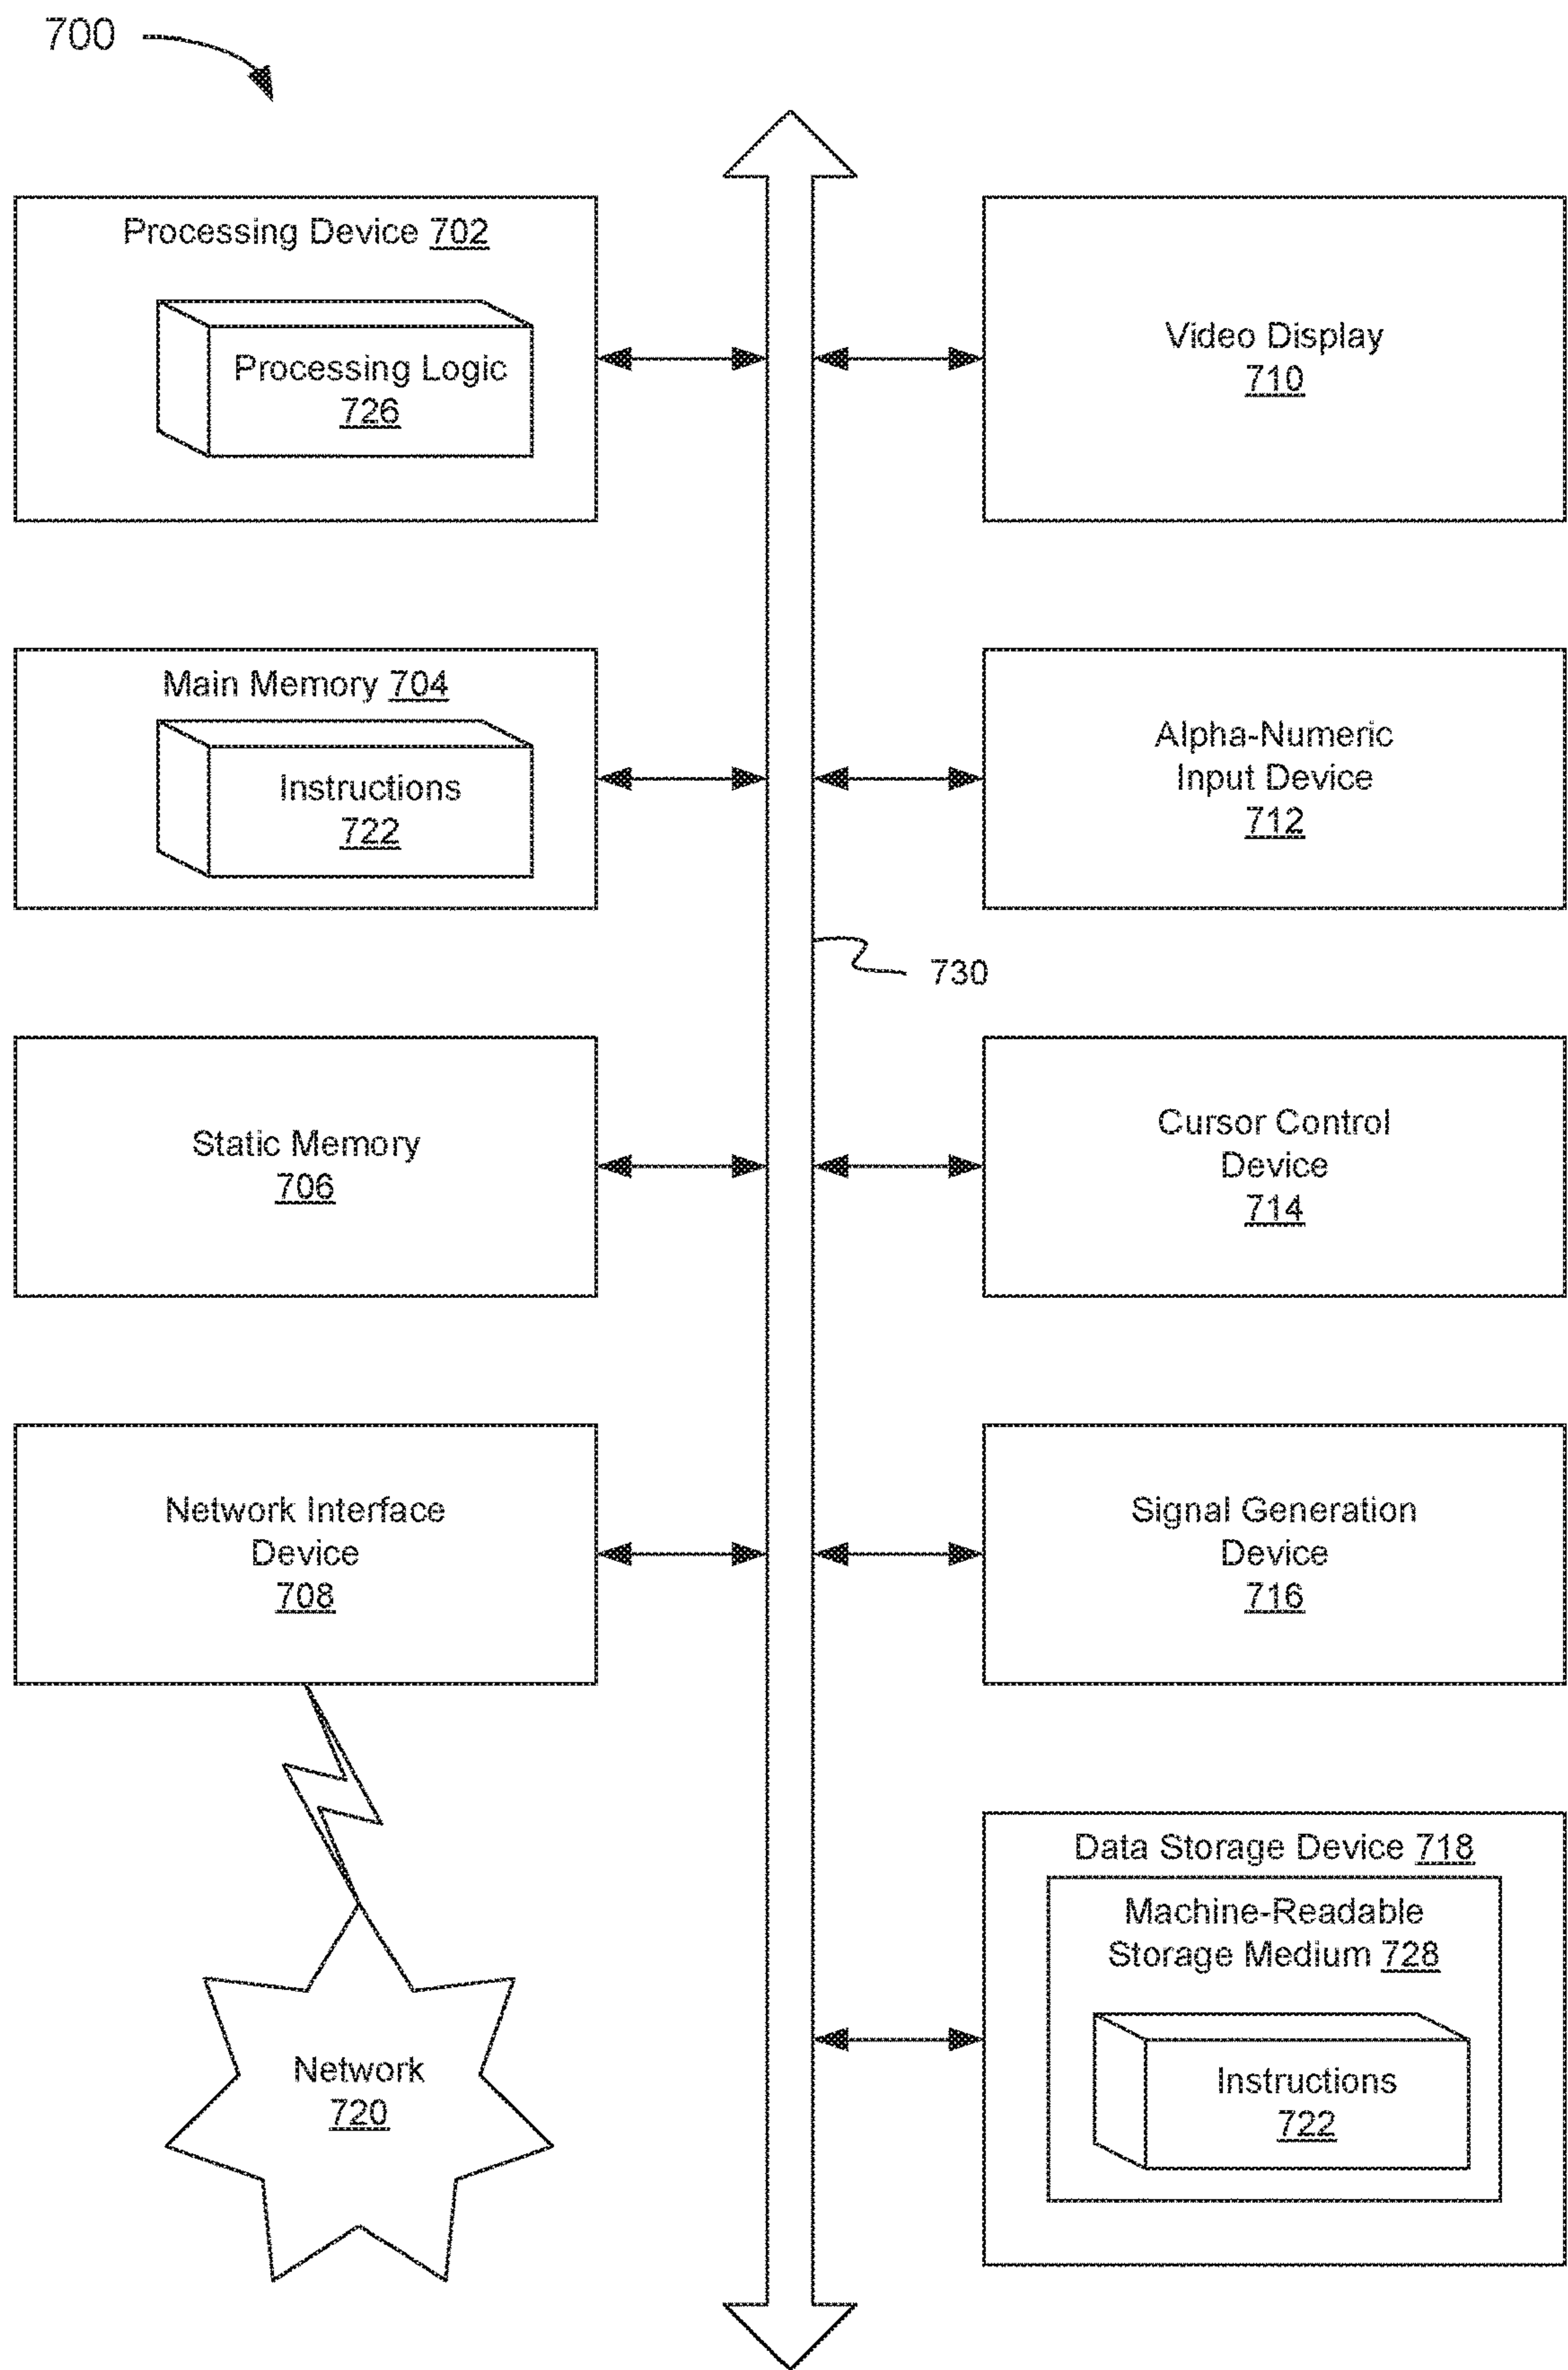 700
Processing Device 702
Processing Logic
726
Video Display
710
Main Memory 704
Instructions
722
Alpha-Numeric
Input Device
712
730
Static Memory
706
Cursor Control
Device
714
Network Interface
Device
708
Signal Generation
Device
716
Data Storage Device 718
Machine-Readable
Storage Medium 728
Instructions
722
Network
720